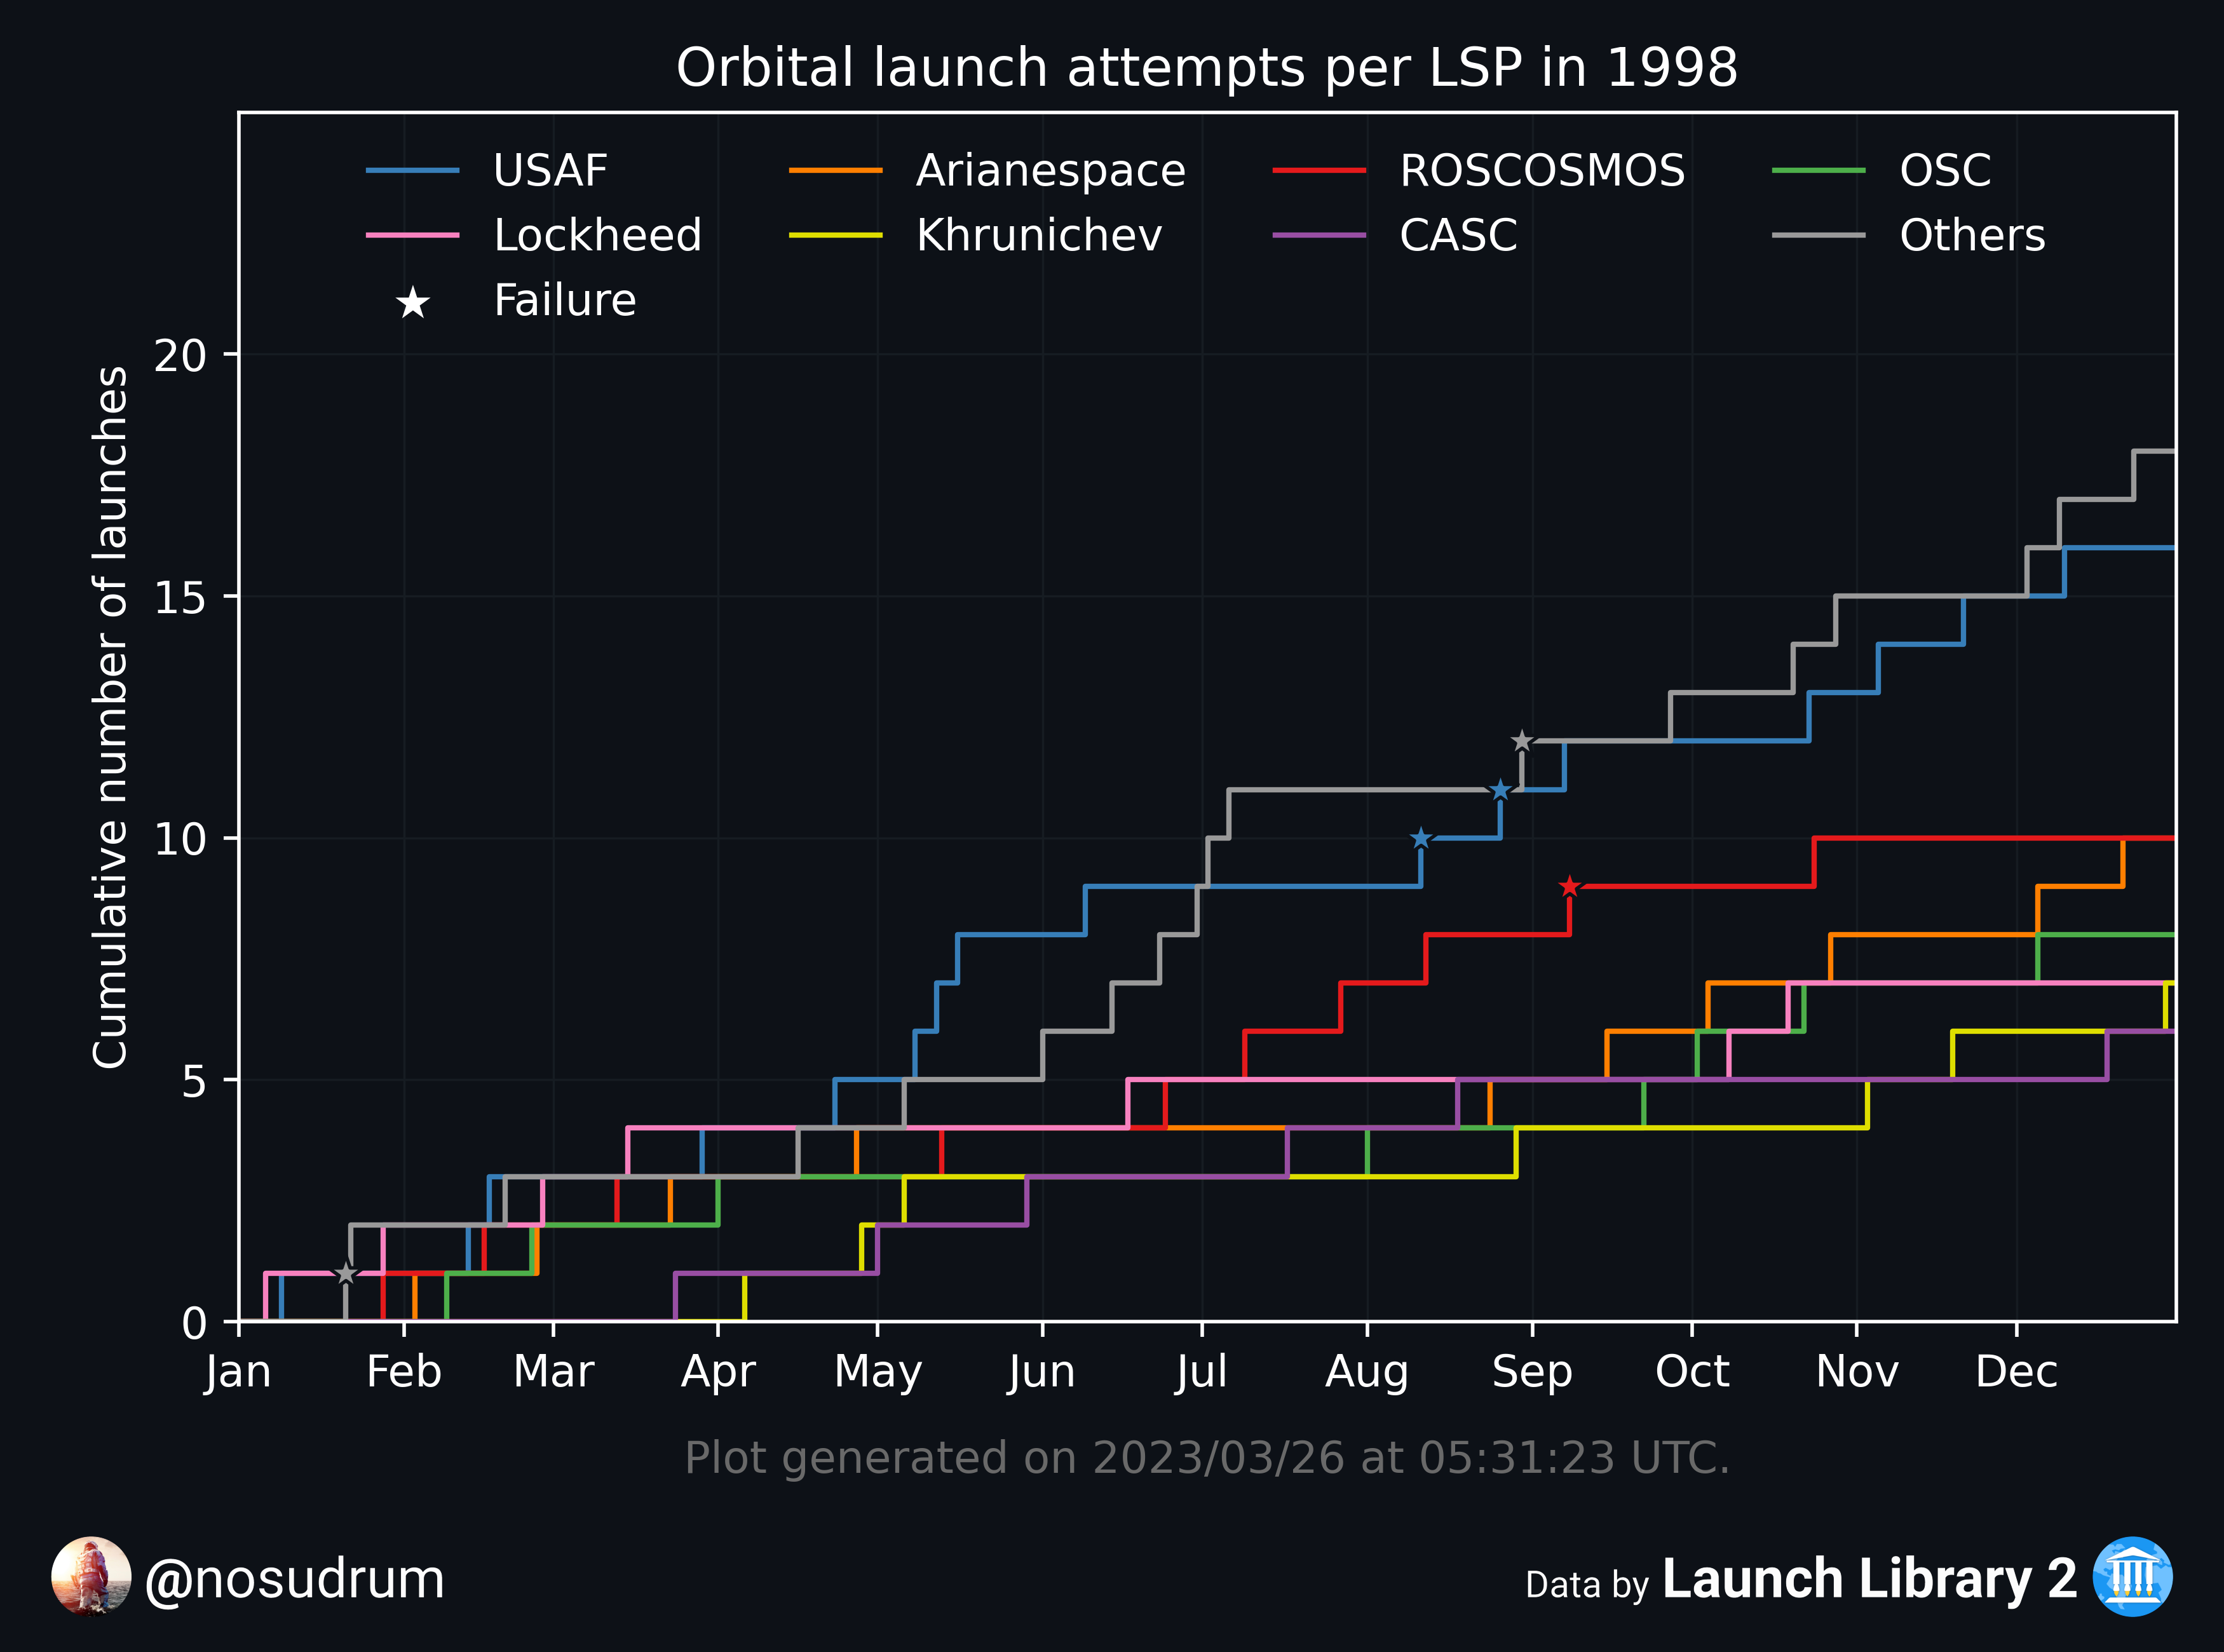 Orbital launch attempts per LSP in 1998
USAF Arianespace ROSCOSMOS OSC
Lockheed Khrunichev CASC Others
Failure
Cumulative number of launches
20
15
10
5
0
Jan Feb Mar Apr May Jun Jul Aug Sep Oct Nov Dec
Plot generated on 2023/03/26 at 05:31:23 UTC.
@nosudrum
Data by Launch Library 2